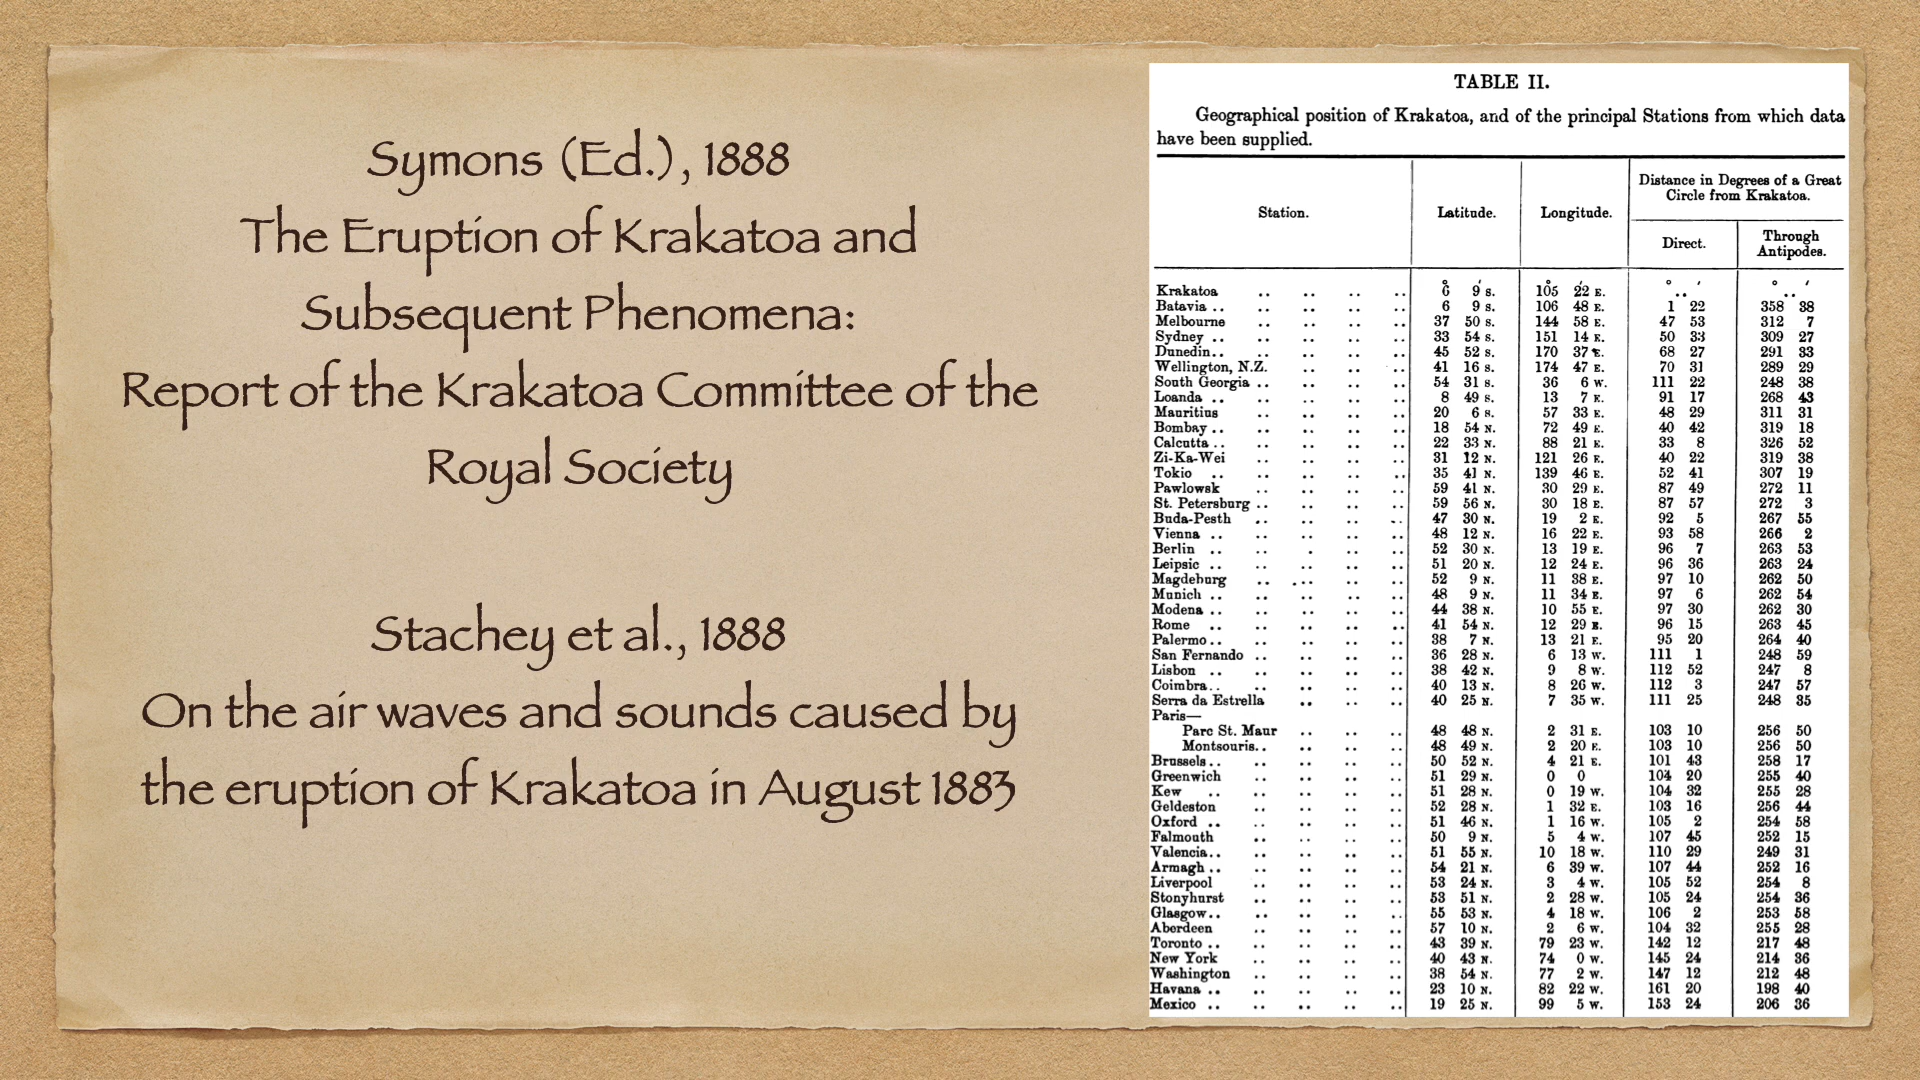 Symons (Ed.), 1888
The Eruption of Krakatoa and
Subsequent Phenomena:
Report of the Krakatoa Committee of the
Royal Society
Stachey et al., 1888
On the air waves and sounds caused by
the eruption of Krakatoa in August 1883
TABLE II.
Geographical position of Krakatoa, and of the principal Stations from which data
have been supplied.
Station. Latitude. Longitude. Distance in Degrees of a Great
Circle from Krakatoa.
Direct. Through
Antipodes.
° ′ ° ′ ° ′ ° ′
Krakatoa .. .. .. .. 6 9 S. 105 22 E. .. ..
Batavia .. .. .. .. .. 6 9 S. 106 48 E. 1 22 358 38
Melbourne .. .. .. .. 37 50 S. 144 58 E. 47 53 312 7
Sydney .. .. .. .. .. 33 54 S. 151 14 E. 50 33 309 27
Dunedin.. .. .. .. .. 45 52 S. 170 37 E. 68 27 291 33
Wellington, N.Z. .. .. .. .. 41 16 S. 174 47 E. 70 31 289 29
South Georgia .. .. .. .. .. 54 31 S. 36 6 W. 111 22 248 38
Loanda .. .. .. .. .. 8 49 S. 13 7 E. 91 17 268 43
Mauritius .. .. .. .. 20 6 S. 57 33 E. 48 29 311 31
Bombay .. .. .. .. .. 18 54 N. 72 49 E. 40 42 319 18
Calcutta .. .. .. .. .. 22 33 N. 88 21 E. 33 8 326 52
Zi-Ka-Wei .. .. .. .. 31 12 N. 121 26 E. 40 22 319 38
Tokio .. .. .. .. .. 35 41 N. 139 46 E. 52 41 307 19
Pawlowsk .. .. .. .. 59 41 N. 30 29 E. 87 49 272 11
St. Petersburg .. .. .. .. .. 59 56 N. 30 18 E. 87 57 272 3
Buda-Pesth .. .. .. .. 47 30 N. 19 2 E. 92 5 267 55
Vienna .. .. .. .. .. 48 12 N. 16 22 E. 93 58 266 2
Berlin .. .. .. .. .. 52 30 N. 13 19 E. 96 7 263 53
Leipsic .. .. .. .. .. 51 20 N. 12 24 E. 96 36 263 24
Magdeburg .. .. .. .. 52 9 N. 11 38 E. 97 10 262 50
Munich .. .. .. .. .. 48 9 N. 11 34 E. 97 6 262 54
Modena .. .. .. .. .. 44 38 N. 10 55 E. 97 30 262 30
Rome .. .. .. .. .. 41 54 N. 12 29 E. 96 15 263 45
Palermo .. .. .. .. .. 38 7 N. 13 21 E. 95 20 264 40
San Fernando .. .. .. .. .. 36 28 N. 6 13 W. 111 1 248 59
Lisbon .. .. .. .. .. 38 42 N. 9 8 W. 112 52 247 8
Coimbra.. .. .. .. .. 40 13 N. 8 26 W. 112 3 247 57
Serra da Estrella .. .. .. 40 25 N. 7 35 W. 111 25 248 35
Paris—
Parc St. Maur .. .. .. 48 48 N. 2 31 E. 103 10 256 50
Montsouris.. .. .. .. 48 49 N. 2 20 E. 103 10 256 50
Brussels .. .. .. .. .. 50 52 N. 4 21 E. 101 43 258 17
Greenwich .. .. .. .. 51 29 N. 0 0 104 20 255 40
Kew .. .. .. .. .. 51 28 N. 0 19 W. 104 32 255 28
Geldeston .. .. .. .. 52 28 N. 1 32 E. 103 16 256 44
Oxford .. .. .. .. .. 51 46 N. 1 16 W. 105 2 254 58
Falmouth .. .. .. .. 50 9 N. 5 4 W. 107 45 252 15
Valencia.. .. .. .. .. 51 55 N. 10 18 W. 110 29 249 31
Armagh .. .. .. .. .. 54 21 N. 6 39 W. 107 44 252 16
Liverpool .. .. .. .. 53 24 N. 3 4 W. 105 52 254 8
Stonyhurst .. .. .. .. 53 51 N. 2 28 W. 105 24 254 36
Glasgow.. .. .. .. .. 55 53 N. 4 18 W. 106 2 253 58
Aberdeen .. .. .. .. 57 10 N. 2 6 W. 104 32 255 28
Toronto .. .. .. .. .. 43 39 N. 79 23 W. 142 12 217 48
New York .. .. .. .. 40 43 N. 74 0 W. 145 24 214 36
Washington .. .. .. .. 38 54 N. 77 2 W. 147 12 212 48
Havana .. .. .. .. .. 23 10 N. 82 22 W. 161 20 198 40
Mexico .. .. .. .. .. 19 25 N. 99 5 W. 153 24 206 36